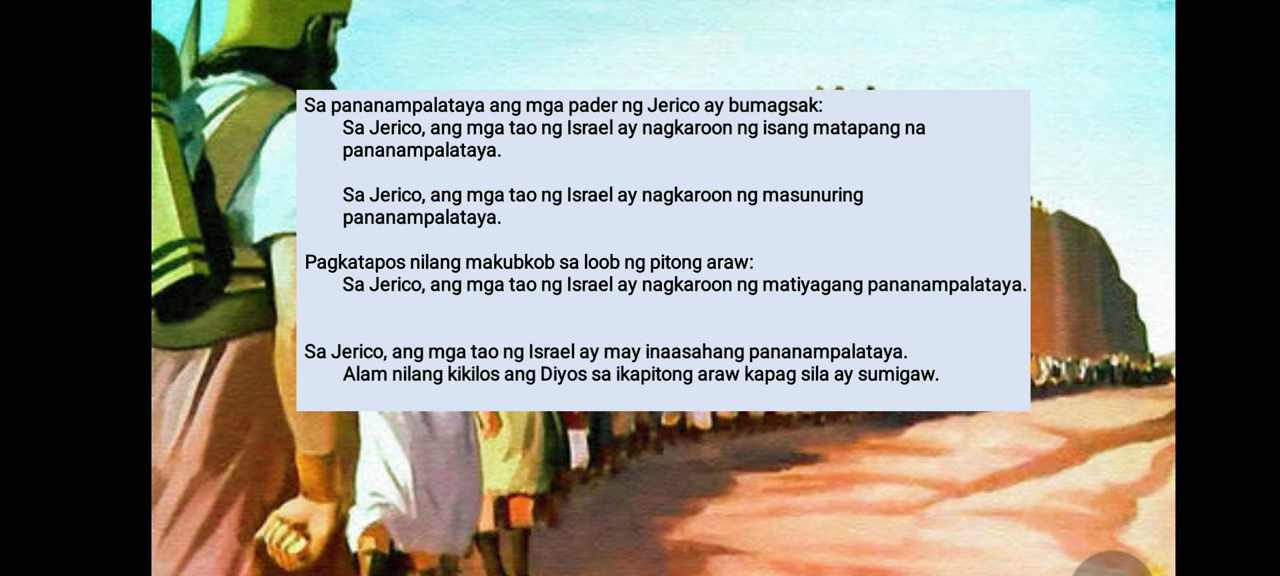 Sa pananampalataya ang mga pader ng Jerico ay bumagsak:
Sa Jerico, ang mga tao ng Israel ay nagkaroon ng isang matapang na
pananampalataya.
Sa Jerico, ang mga tao ng Israel ay nagkaroon ng masunuring
pananampalataya.
Pagkatapos nilang makubkob sa loob ng pitong araw:
Sa Jerico, ang mga tao ng Israel ay nagkaroon ng matiyagang pananampalataya.
Sa Jerico, ang mga tao ng Israel ay may inaasahang pananampalataya.
Alam nilang kikilos ang Diyos sa ikapitong araw kapag sila ay sumigaw.